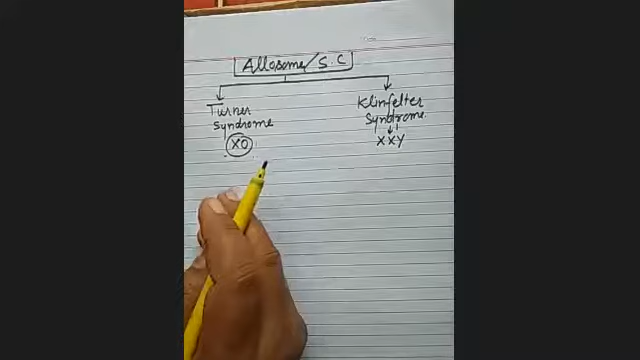 Allosome/S.C
Turner
Syndrome
XO
Klinfelter
Syndrome
XXY